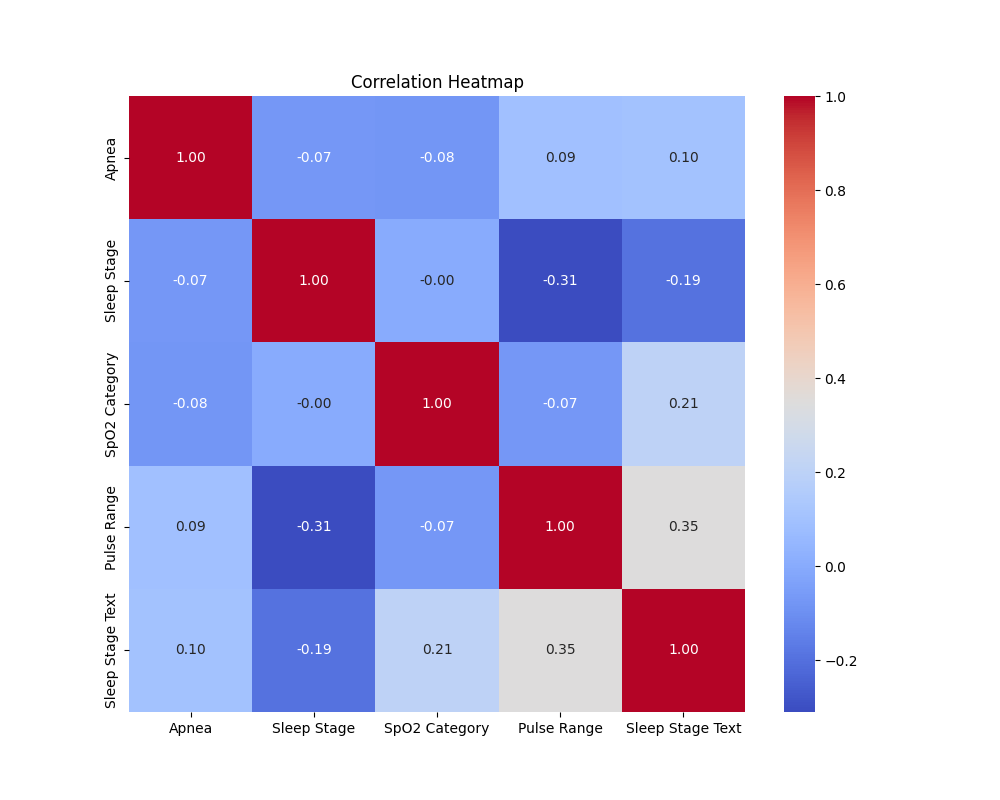 Correlation Heatmap
Apnea 1.00 -0.07 -0.08 0.09 0.10
Sleep Stage -0.07 1.00 -0.00 -0.31 -0.19
SpO2 Category -0.08 -0.00 1.00 -0.07 0.21
Pulse Range 0.09 -0.31 -0.07 1.00 0.35
Sleep Stage Text 0.10 -0.19 0.21 0.35 1.00
Apnea Sleep Stage SpO2 Category Pulse Range Sleep Stage Text
1.0
0.8
0.6
0.4
0.2
0.0
−0.2